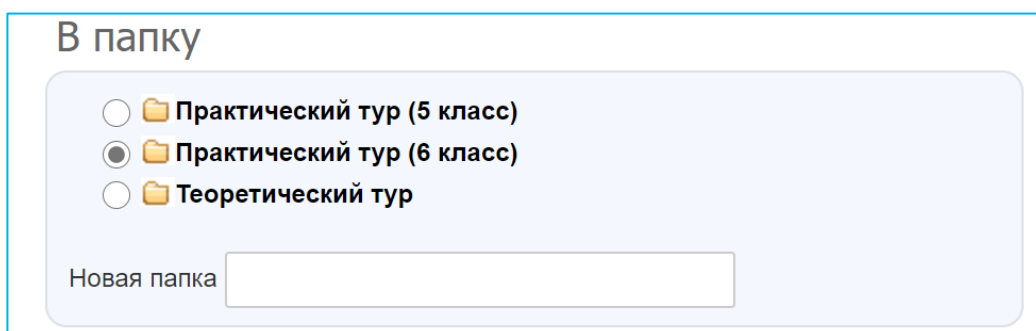 В папку
Практический тур (5 класс)
Практический тур (6 класс)
Теоретический тур
Новая папка